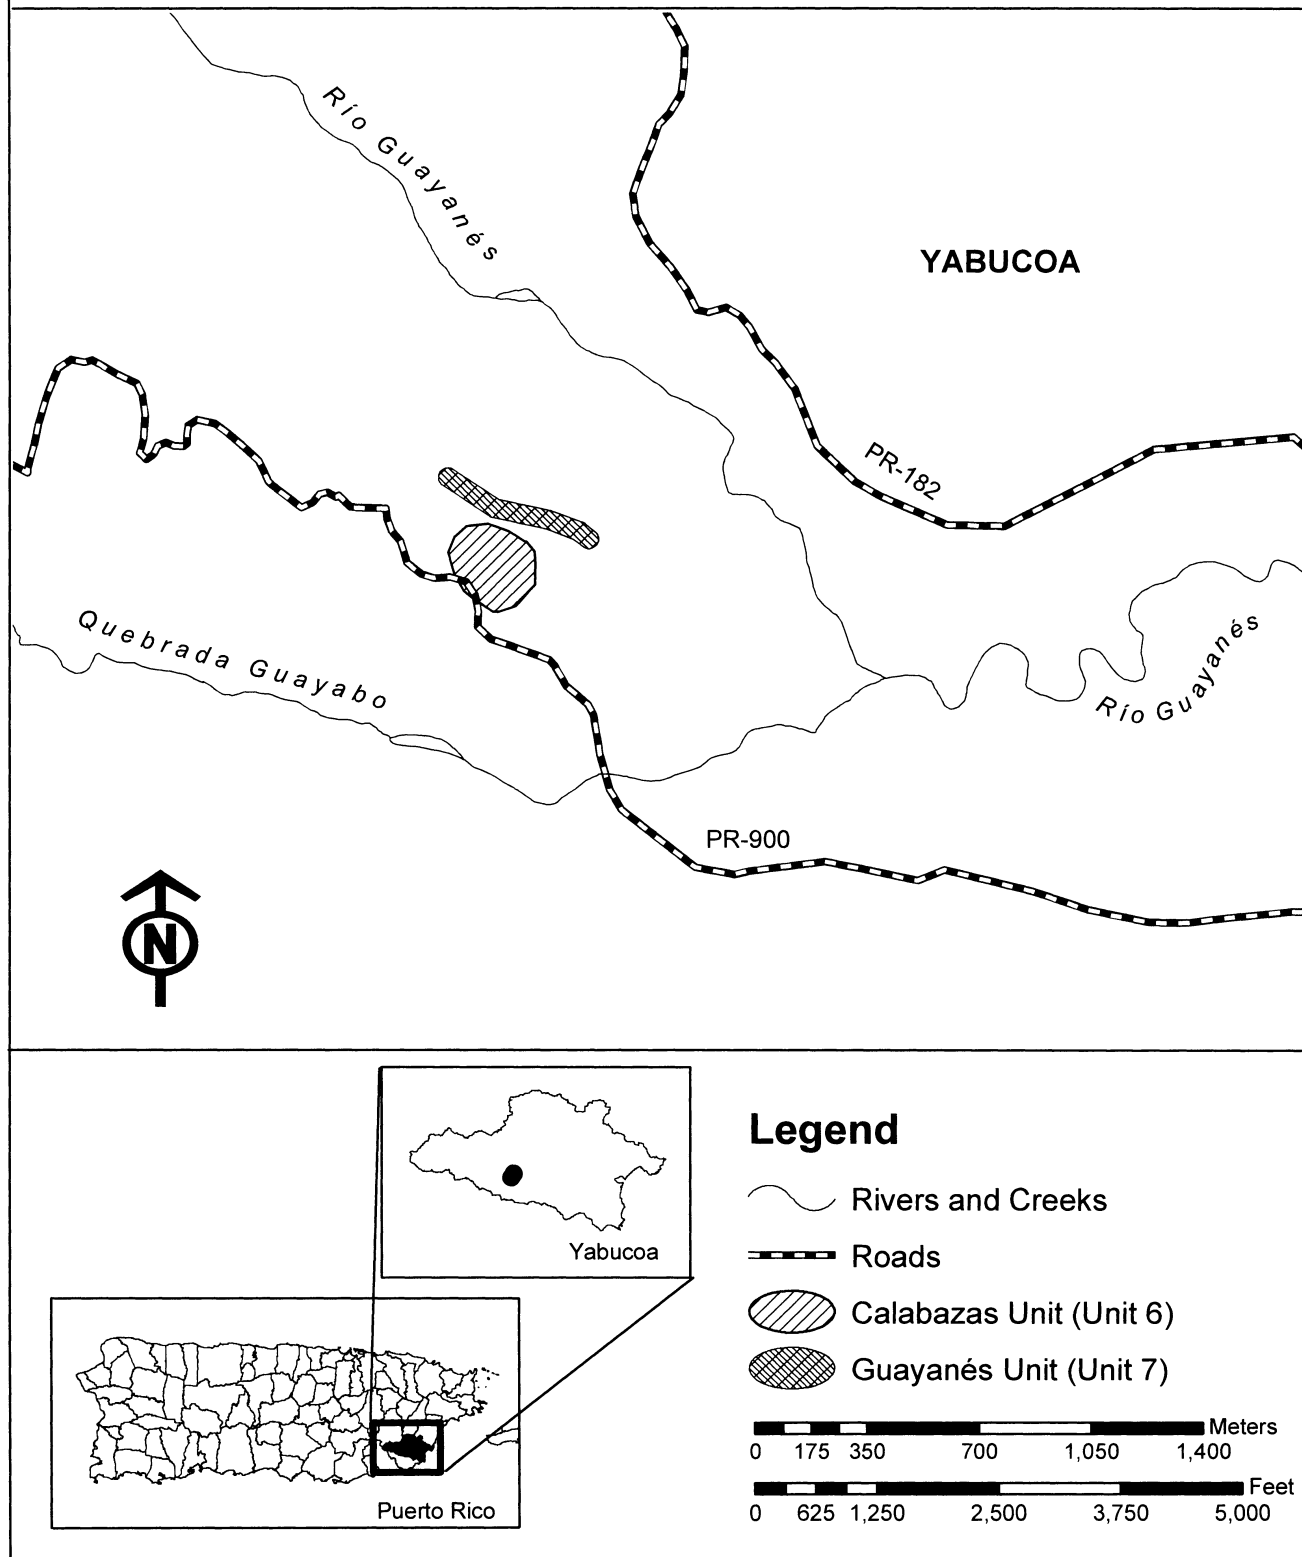 Río Guayanés
YABUCOA
PR-182
Quebrada Guayabo
Río Guayanés
PR-900
N
Yabucoa
Puerto Rico
Legend
Rivers and Creeks
Roads
Calabazas Unit (Unit 6)
Guayanés Unit (Unit 7)
Meters
0 175 350 700 1,050 1,400
Feet
0 625 1,250 2,500 3,750 5,000